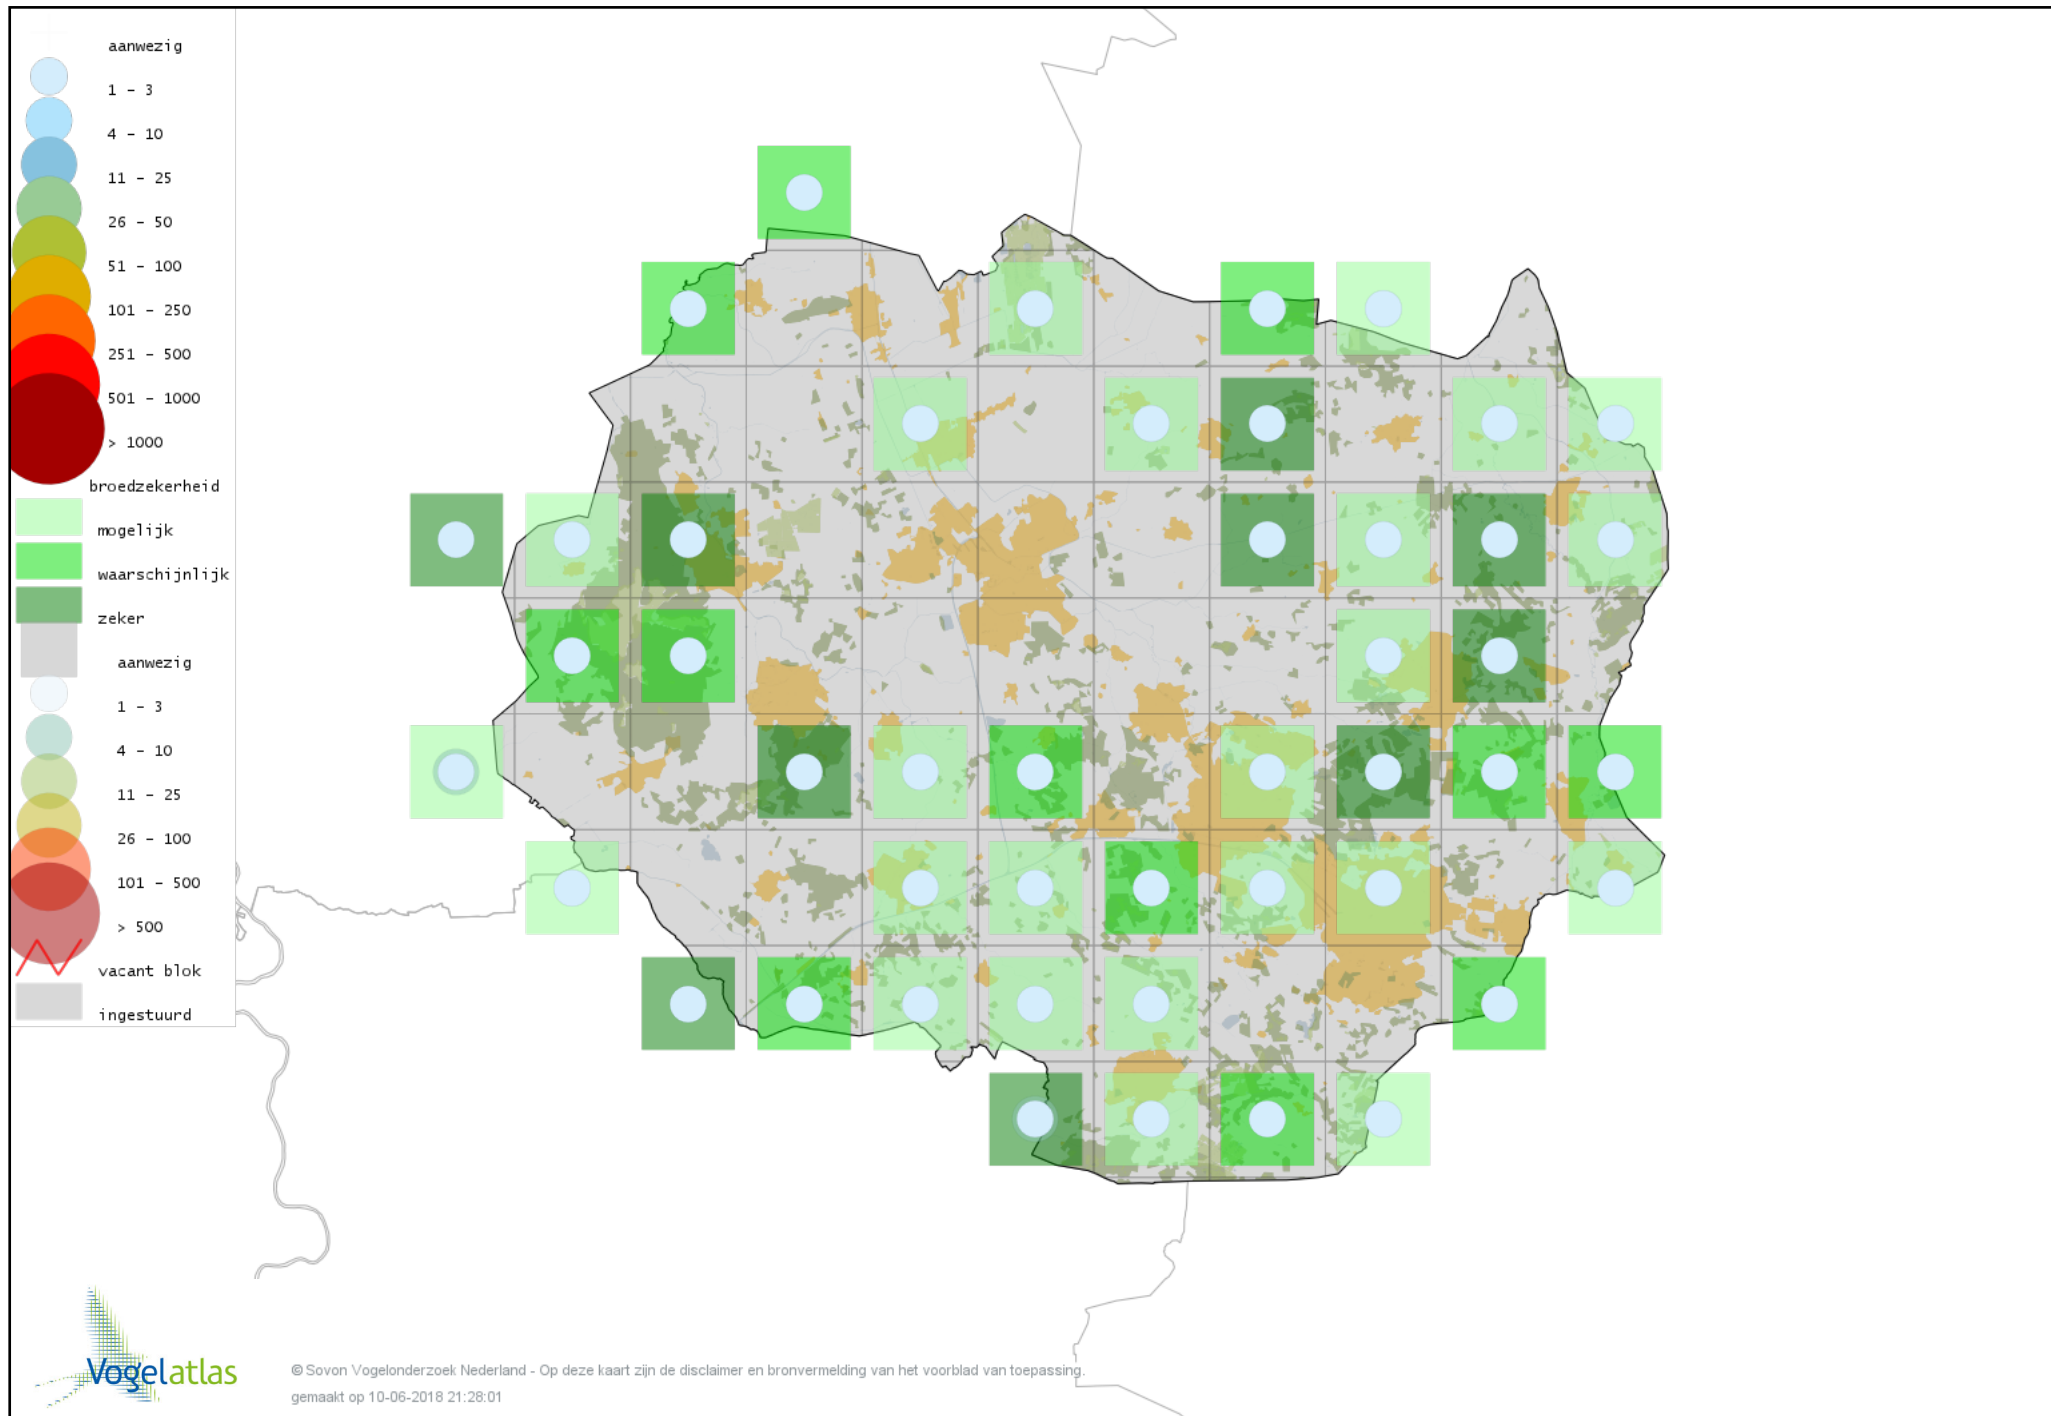 aanwezig
1 - 3
4 - 10
11 - 25
26 - 50
51 - 100
101 - 250
251 - 500
501 - 1000
> 1000
broedzekerheid
mogelijk
waarschijnlijk
zeker
aanwezig
1 - 3
4 - 10
11 - 25
26 - 100
101 - 500
> 500
vacant blok
ingestuurd
Vogelatlas
© Sovon Vogelonderzoek Nederland - Op deze kaart zijn de disclaimer en bronvermelding van het voorblad van toepassing.
gemaakt op 10-06-2018 21:28:01